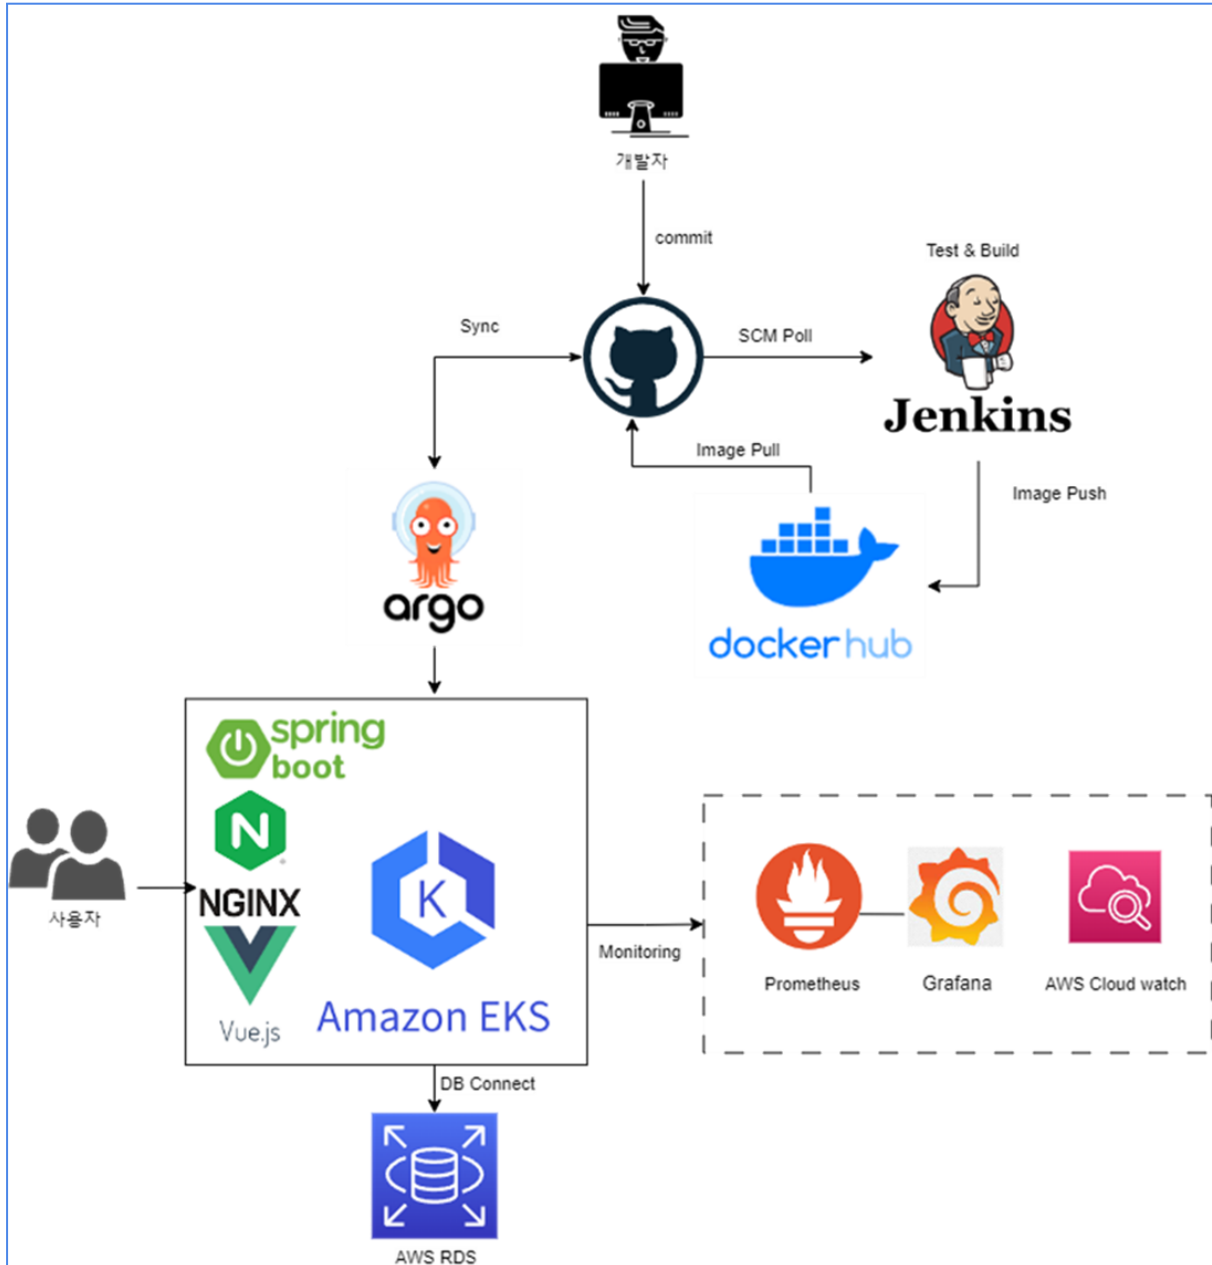 개발자
commit
Test & Build
Sync
SCM Poll
Jenkins
Image Pull
Image Push
argo
docker hub
spring
boot
N
NGINX
K
Vue.js
Amazon EKS
사용자
Monitoring
Prometheus
Grafana
AWS Cloud watch
DB Connect
AWS RDS